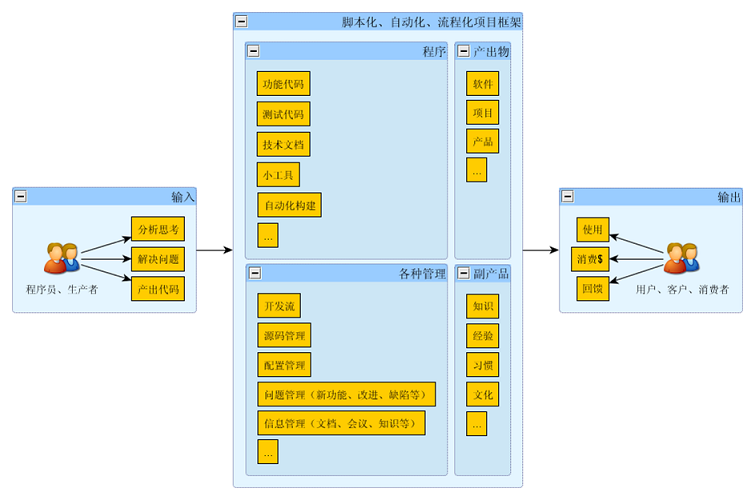 脚本化、自动化、流程化项目框架
输入
分析思考
解决问题
产出代码
程序员、生产者
程序
功能代码
测试代码
技术文档
小工具
自动化构建
...
产出物
软件
项目
产品
...
各种管理
开发流
源码管理
配置管理
问题管理（新功能、改进、缺陷等）
信息管理（文档、会议、知识等）
...
副产品
知识
经验
习惯
文化
...
输出
使用
消费$
回馈
用户、客户、消费者